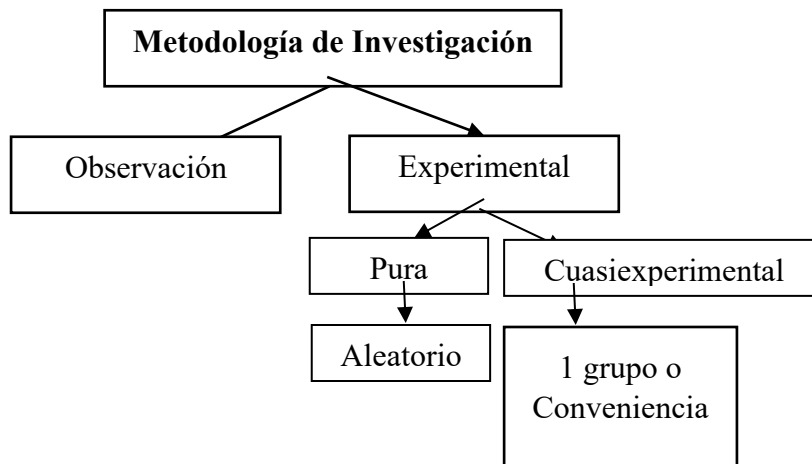 Metodología de Investigación
Observación
Experimental
Pura
Cuasiexperimental
Aleatorio
1 grupo o
Conveniencia